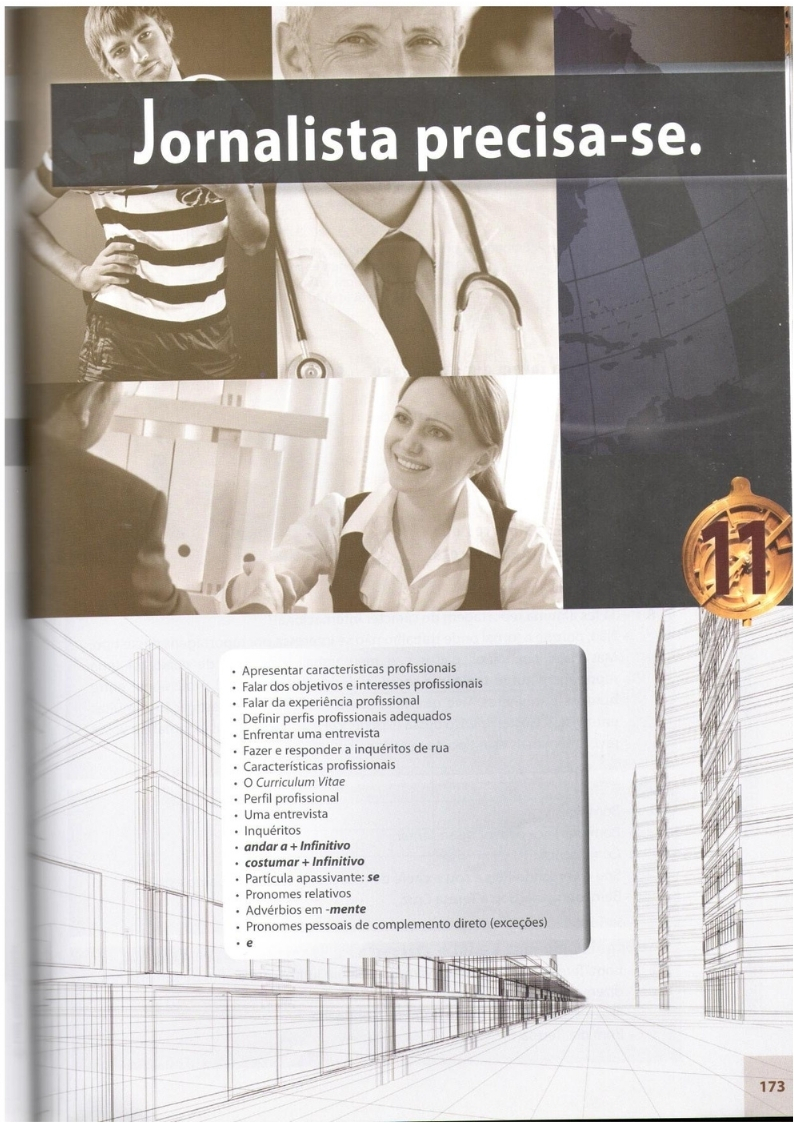 Jornalista precisa-se.
11
• Apresentar características profissionais
• Falar dos objetivos e interesses profissionais
• Falar da experiência profissional
• Definir perfis profissionais adequados
• Enfrentar uma entrevista
• Fazer e responder a inquéritos de rua
• Características profissionais
• O Curriculum Vitae
• Perfil profissional
• Uma entrevista
• Inquéritos
• andar a + Infinitivo
• costumar + Infinitivo
• Partícula apassivante: se
• Pronomes relativos
• Advérbios em -mente
• Pronomes pessoais de complemento direto (exceções)
• e
173